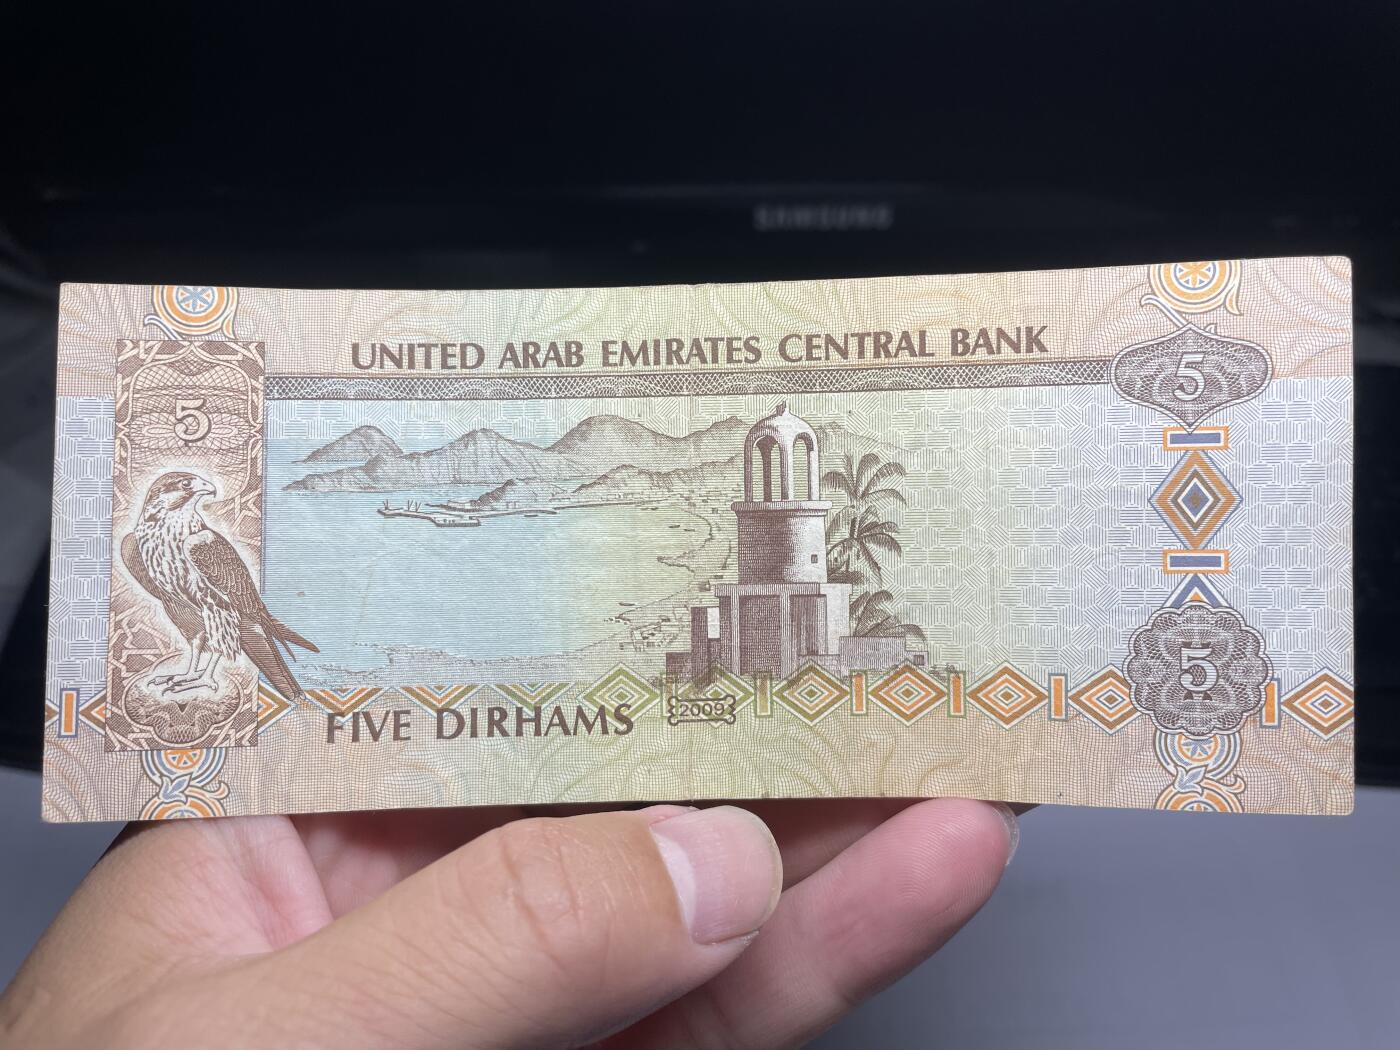 SAMSUNG
UNITED ARAB EMIRATES CENTRAL BANK
5
5
5
FIVE DIRHAMS
2009